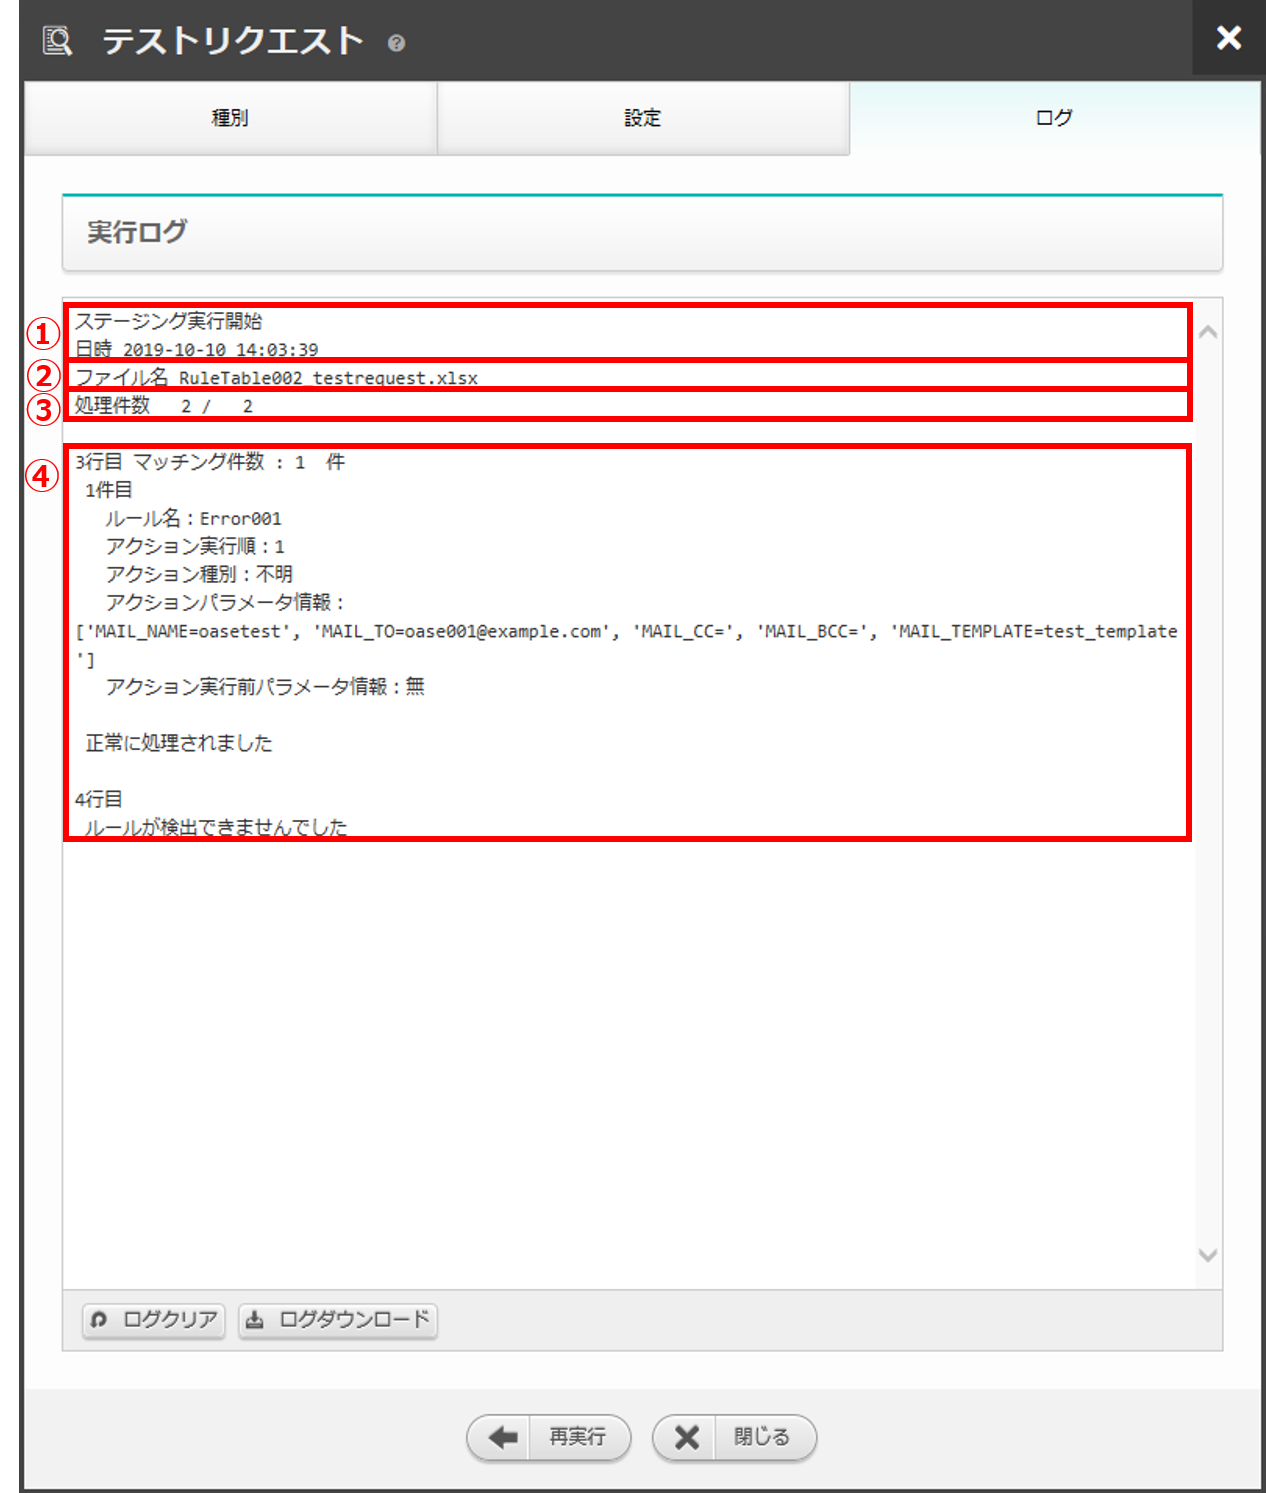 テストリクエスト ?
種別
設定
ログ
実行ログ
① ステージング実行開始
日時 2019-10-10 14:03:39
② ファイル名 RuleTable002_testrequest.xlsx
③ 処理件数 2 / 2
④ 3行目 マッチング件数 : 1 件
1件目
ルール名：Error001
アクション実行順：1
アクション種別：不明
アクションパラメータ情報：
['MAIL_NAME=oasetest', 'MAIL_TO=oase001@example.com', 'MAIL_CC=', 'MAIL_BCC=', 'MAIL_TEMPLATE=test_template
']
アクション実行前パラメータ情報：無
正常に処理されました
4行目
ルールが検出できませんでした
ログクリア
ログダウンロード
再実行
閉じる